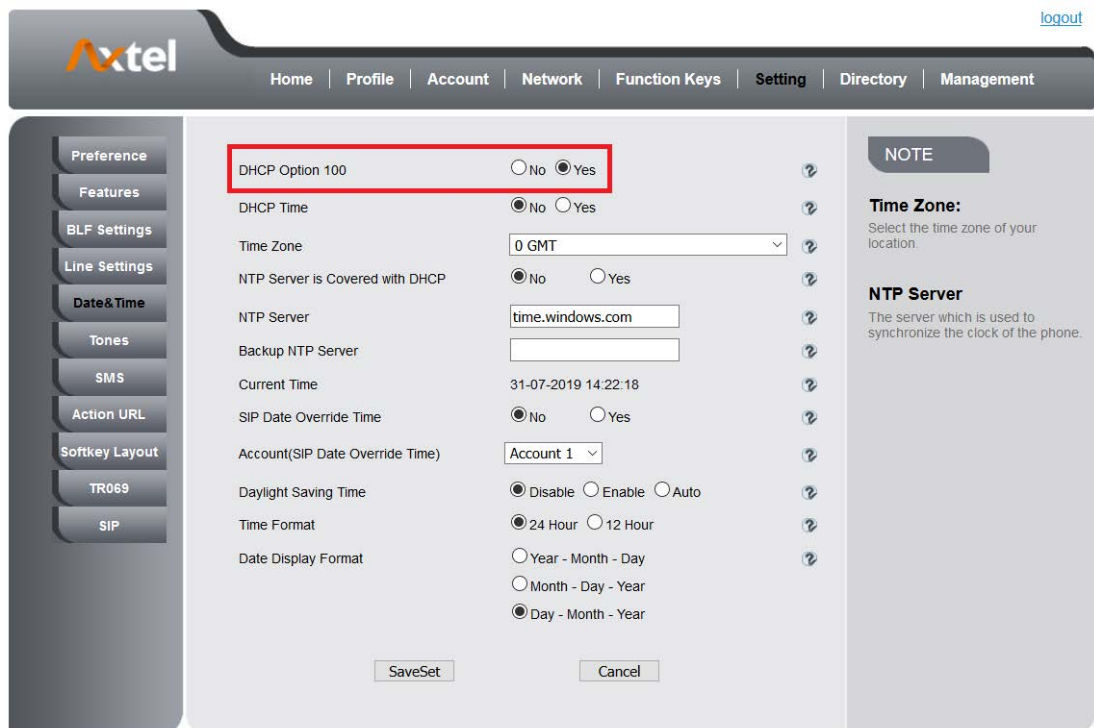 logout
Axtel
Home Profile Account Network Function Keys Setting Directory Management
Preference
Features
BLF Settings
Line Settings
Date&Time
Tones
SMS
Action URL
Softkey Layout
TR069
SIP
DHCP Option 100 No Yes
DHCP Time No Yes
Time Zone 0 GMT
NTP Server is Covered with DHCP No Yes
NTP Server time.windows.com
Backup NTP Server
Current Time 31-07-2019 14:22:18
SIP Date Override Time No Yes
Account(SIP Date Override Time) Account 1
Daylight Saving Time Disable Enable Auto
Time Format 24 Hour 12 Hour
Date Display Format Year - Month - Day
Month - Day - Year
Day - Month - Year
SaveSet Cancel
NOTE
Time Zone:
Select the time zone of your
location.
NTP Server
The server which is used to
synchronize the clock of the phone.